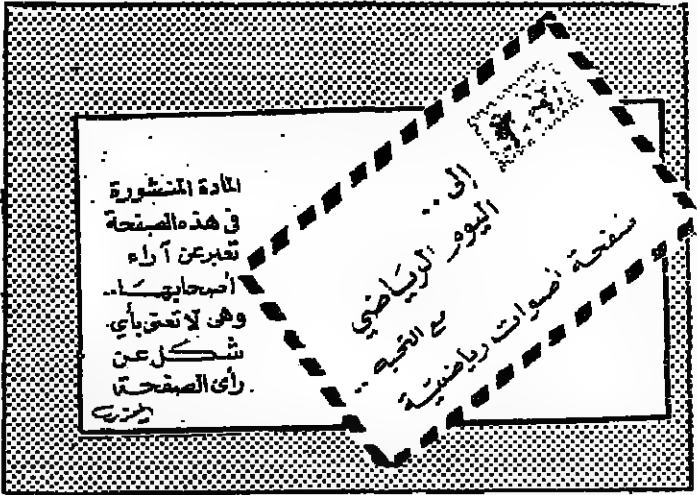 المادة المنشورة
في هذه الصفحة
تعبر عن آراء
أصحابها..
وهي لا تعني بأي
شكل عن
رأي الصفحة.
إلى..
اليوم الرياضي
مع التحية..
صفحة أصوات رياضية